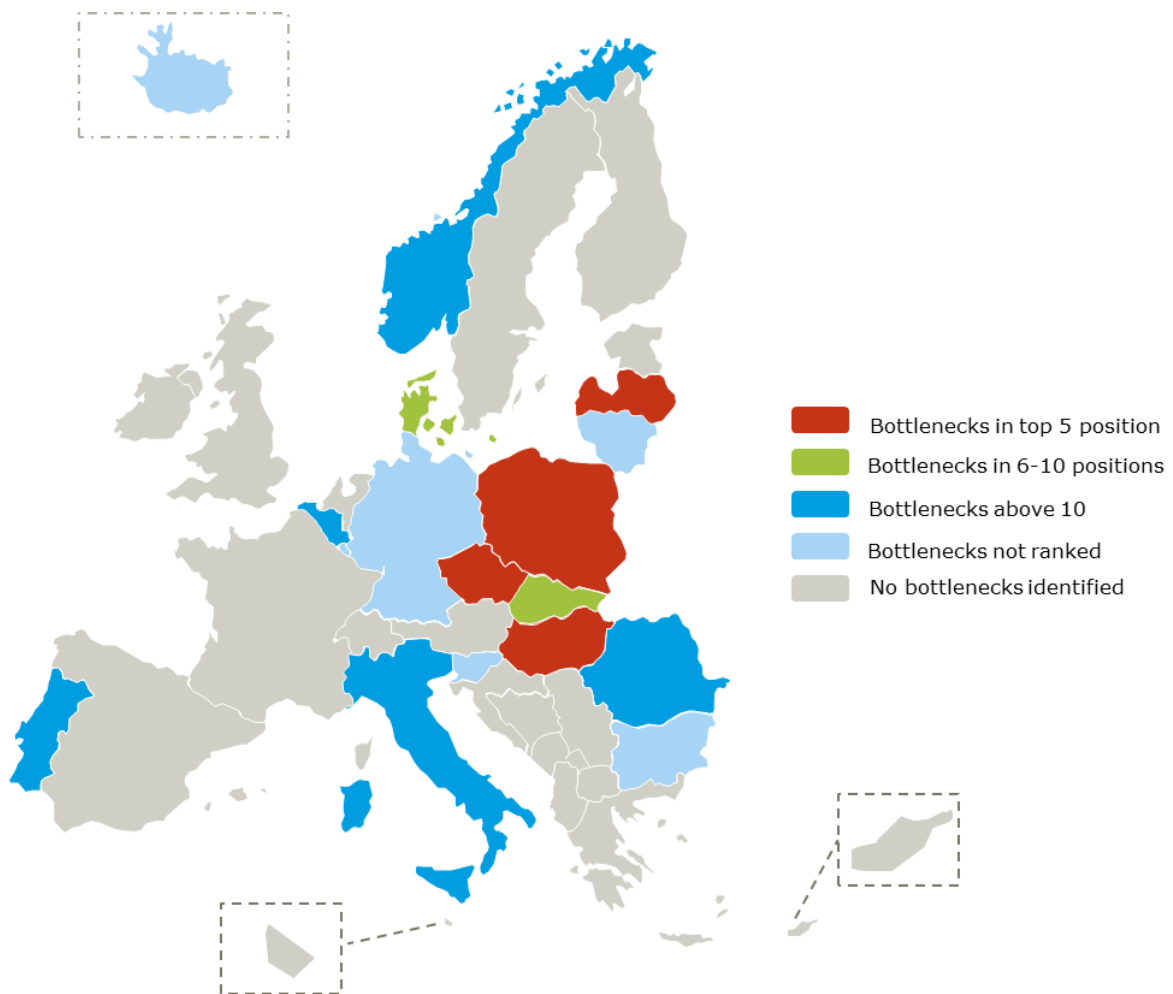 Bottlenecks in top 5 position
Bottlenecks in 6-10 positions
Bottlenecks above 10
Bottlenecks not ranked
No bottlenecks identified